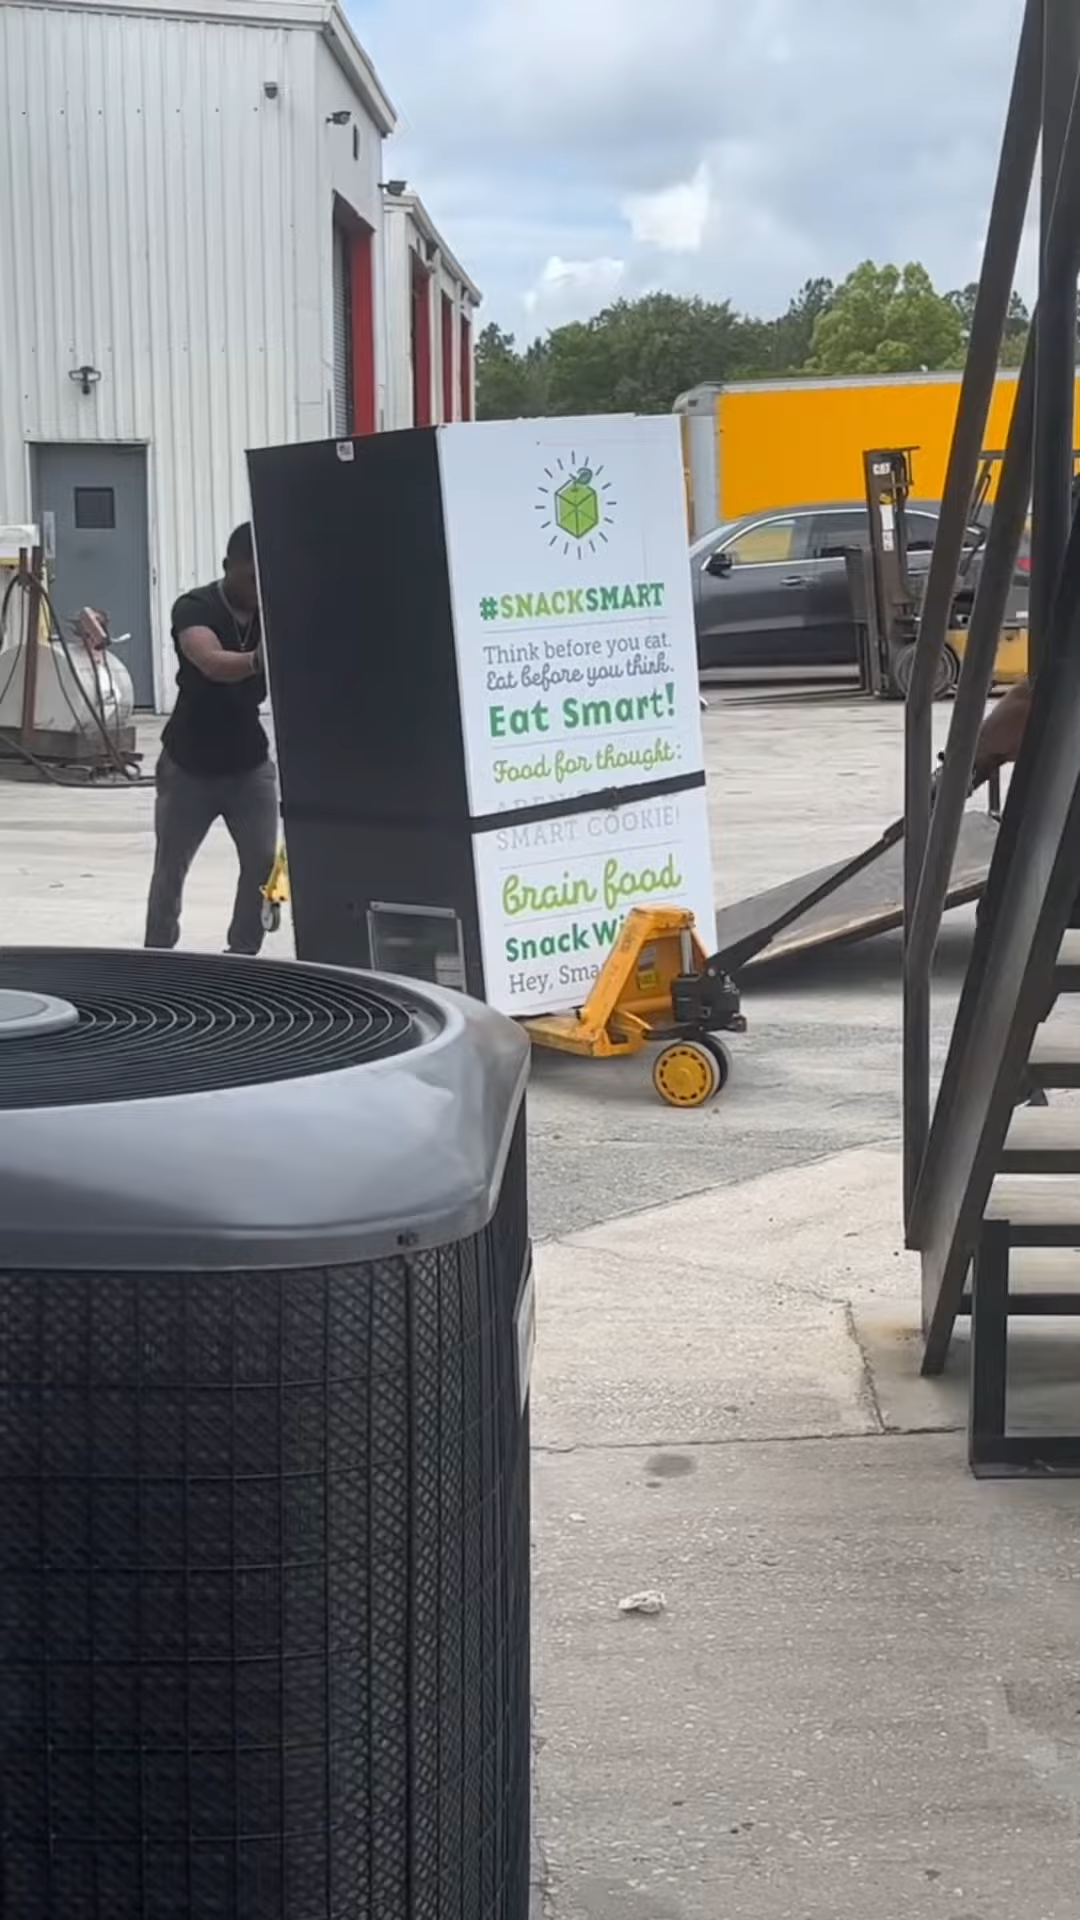 #SNACKSMART
Think before you eat.
Eat before you think.
Eat Smart!
Food for thought:
SMART COOKIE!
Brain food
Snack
Hey,